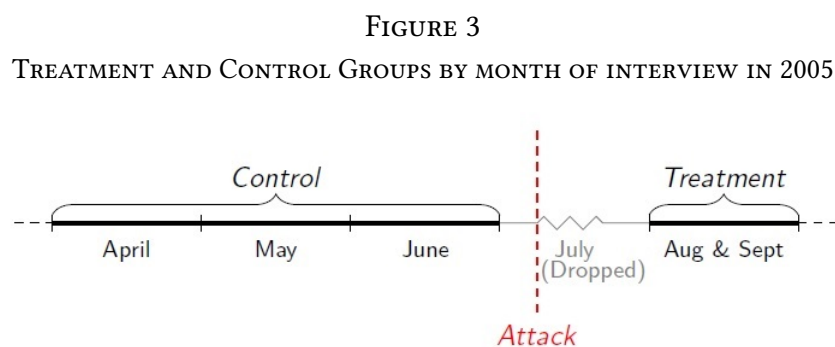 FIGURE 3
TREATMENT AND CONTROL GROUPS BY MONTH OF INTERVIEW IN 2005
Control
Treatment
April
May
June
July
(Dropped)
Aug & Sept
Attack